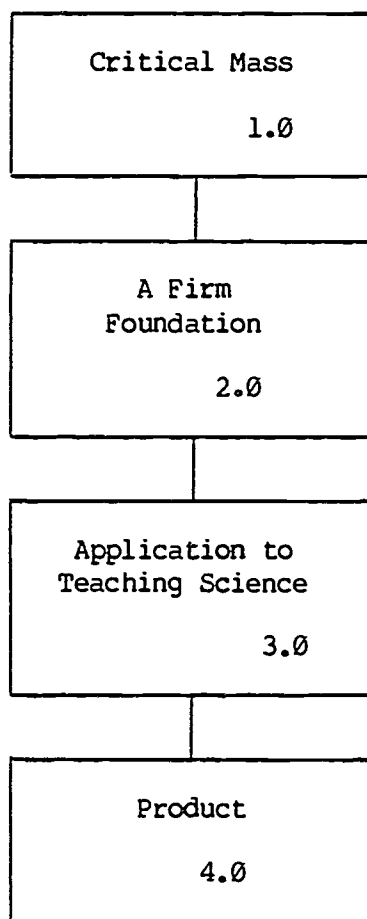 Critical Mass
1.0
A Firm
Foundation
2.0
Application to
Teaching Science
3.0
Product
4.0